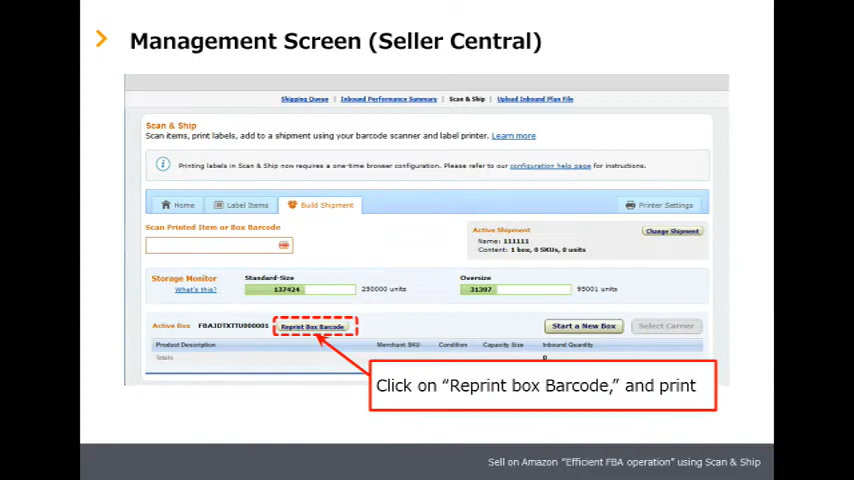 Management Screen (Seller Central)
Shipping Queue | Inbound Performance Summary | Scan & Ship | Upload Inbound Plan File
Scan & Ship
Scan items, print labels, add to a shipment using your barcode scanner and label printer. Learn more
Printing labels in Scan & Ship now requires a one-time browser configuration. Please refer to our configuration help page for instructions.
Home Label Items Build Shipment Printer Settings
Scan Printed Item or Box Barcode
Active Shipment
Change Shipment
Name: 111111
Content: 1 box, 0 SKUs, 0 units
Storage Monitor
What's this?
Standard-Size
137424 250000 units
Oversize
31397 95001 units
Active Box FBAJDTXTTU000001 Reprint Box Barcode Start a New Box Select Carrier
Product Description Merchant SKU Condition Capacity Size Inbound Quantity
Totals 0
Click on “Reprint box Barcode,” and print
Sell on Amazon “Efficient FBA operation” using Scan & Ship